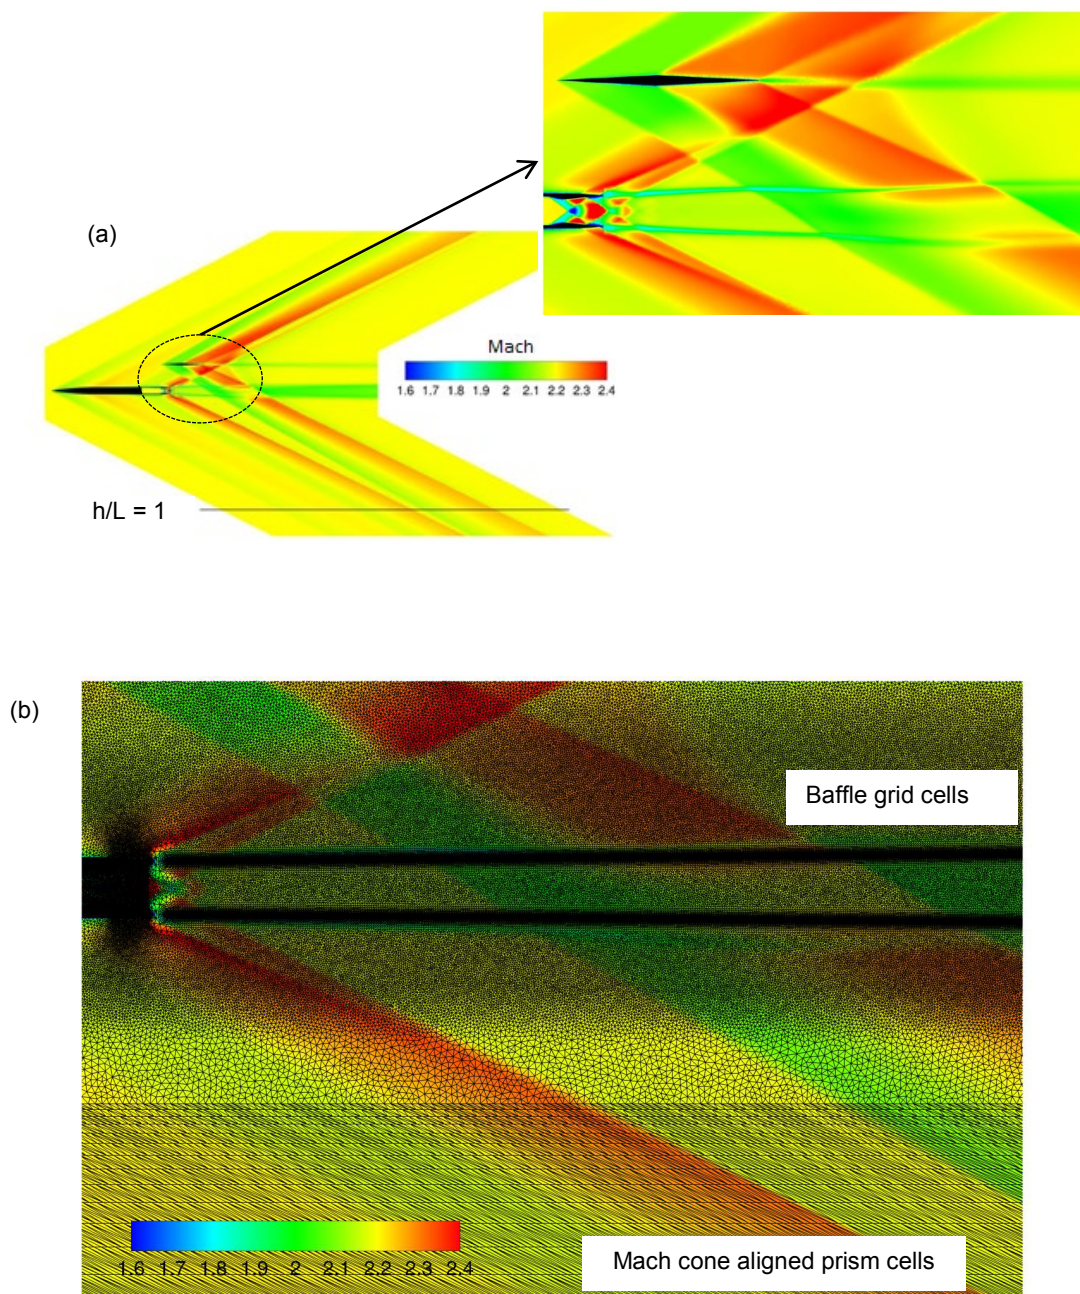 (a)
Mach
1.6 1.7 1.8 1.9 2 2.1 2.2 2.3 2.4
h/L = 1
(b)
Baffle grid cells
1.6 1.7 1.8 1.9 2 2.1 2.2 2.3 2.4
Mach cone aligned prism cells